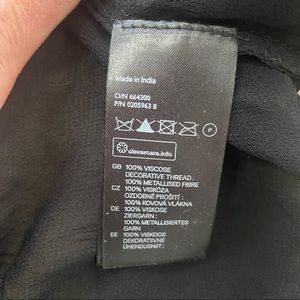 Made in India
O/N 664300
P/N 0205963 8
P
clevercare.info
GB 100% VISCOSE
DECORATIVE THREAD :
100% METALLISED FIBRE
CZ 100% VISKÓZA
OZDOBNÉ PROŠITÍ :
100% KOVOVÁ VLÁKNA
DE 100% VISKOSE
ZIERGARN :
100% METALLISIERTES
GARN
EE 100% VISKOOS
DEKORATIIVNE
ÜHENDUSNIIT :